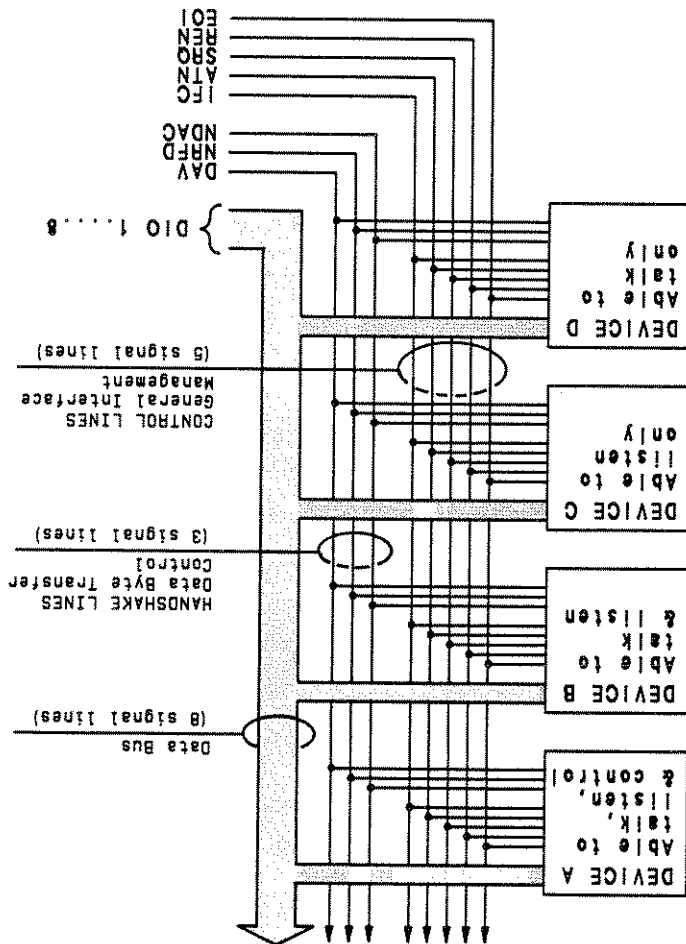 DEVICE A
Able to
talk,
listen,
& control
Data Bus
(8 signal lines)
DEVICE B
Able to
talk
& listen
HANDSHAKE LINES
Data Byte Transfer
Control
(3 signal lines)
DEVICE C
Able to
listen
only
CONTROL LINES
General Interface
Management
(5 signal lines)
DEVICE D
Able to
talk
only
DIO 1....8
DAV
NRFD
NDAC
IFC
ATN
SRQ
REN
EOI